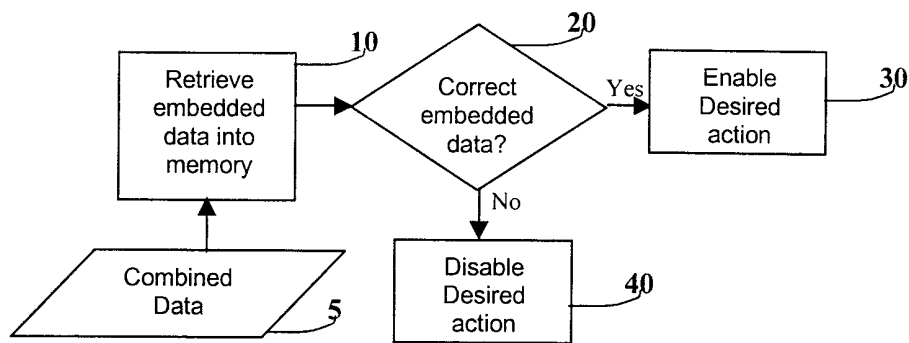 10
Retrieve
embedded
data into
memory
20
Correct
embedded
data?
Yes
Enable
Desired
action
30
No
Disable
Desired
action
40
Combined
Data
5